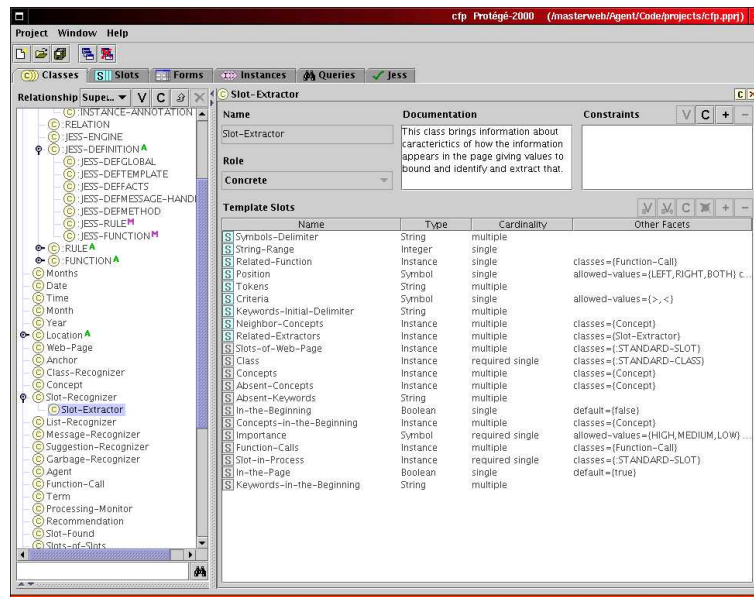 cfp Protégé-2000 (/masterweb/Agent/Code/projects/cfp.pprj)
Project Window Help
C Classes S Slots Forms Instances Queries Jess
Relationship Supe... V C
:INSTANCE-ANNOTATION
:RELATION
:JESS-ENGINE
:JESS-DEFINITION A
:JESS-DEFGLOBAL
:JESS-DEFTEMPLATE
:JESS-DEFFACTS
:JESS-DEFMESSAGE-HANDL
:JESS-DEFMETHOD
:JESS-RULE M
:JESS-FUNCTION M
:RULE A
:FUNCTION A
Months
Date
Time
Month
Year
Location A
Web-Page
Anchor
Class-Recognizer
Concept
Slot-Recognizer
Slot-Extractor
List-Recognizer
Message-Recognizer
Suggestion-Recognizer
Garbage-Recognizer
Agent
Function-Call
Term
Processing-Monitor
Recommendation
Slot-Found
Slots-of-Slots
C Slot-Extractor C X
Name Documentation Constraints V C + -
Slot-Extractor
This class brings information about
caractericts of how the information
appears in the page giving values to
bound and identify and extract that.
Role
Concrete
Template Slots V V C + -
Name Type Cardinality Other Facets
S Symbols-Delimiter String multiple
S String-Range Integer single
S Related-Function Instance single classes={Function-Call}
S Position Symbol single allowed-values={LEFT,RIGHT,BOTH} c...
S Tokens String multiple
S Criteria Symbol single allowed-values={>,<}
S Keywords-Initial-Delimiter String multiple
S Neighbor-Concepts Instance multiple classes={Concept}
S Related-Extractors Instance multiple classes={Slot-Extractor}
S Slots-of-Web-Page Instance multiple classes={:STANDARD-SLOT}
S Class Instance required single classes={:STANDARD-CLASS}
S Concepts Instance multiple classes={Concept}
S Absent-Concepts Instance multiple classes={Concept}
S Absent-Keywords String multiple
S In-the-Beginning Boolean single default={false}
S Concepts-in-the-Beginning Instance multiple classes={Concept}
S Importance Symbol required single allowed-values={HIGH,MEDIUM,LOW} ...
S Function-Calls Instance multiple classes={Function-Call}
S Slot-in-Process Instance required single classes={:STANDARD-SLOT}
S In-the-Page Boolean single default={true}
S Keywords-in-the-Beginning String multiple